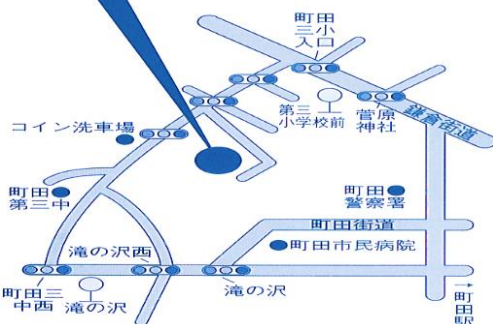 町田
三小
入口
第三
小学校前
菅原
神社
鎌倉街道
コイン洗車場
町田
第三中
町田
警察署
町田街道
町田市民病院
滝の沢西
町田三
中西
滝の沢
滝の沢
→町田駅